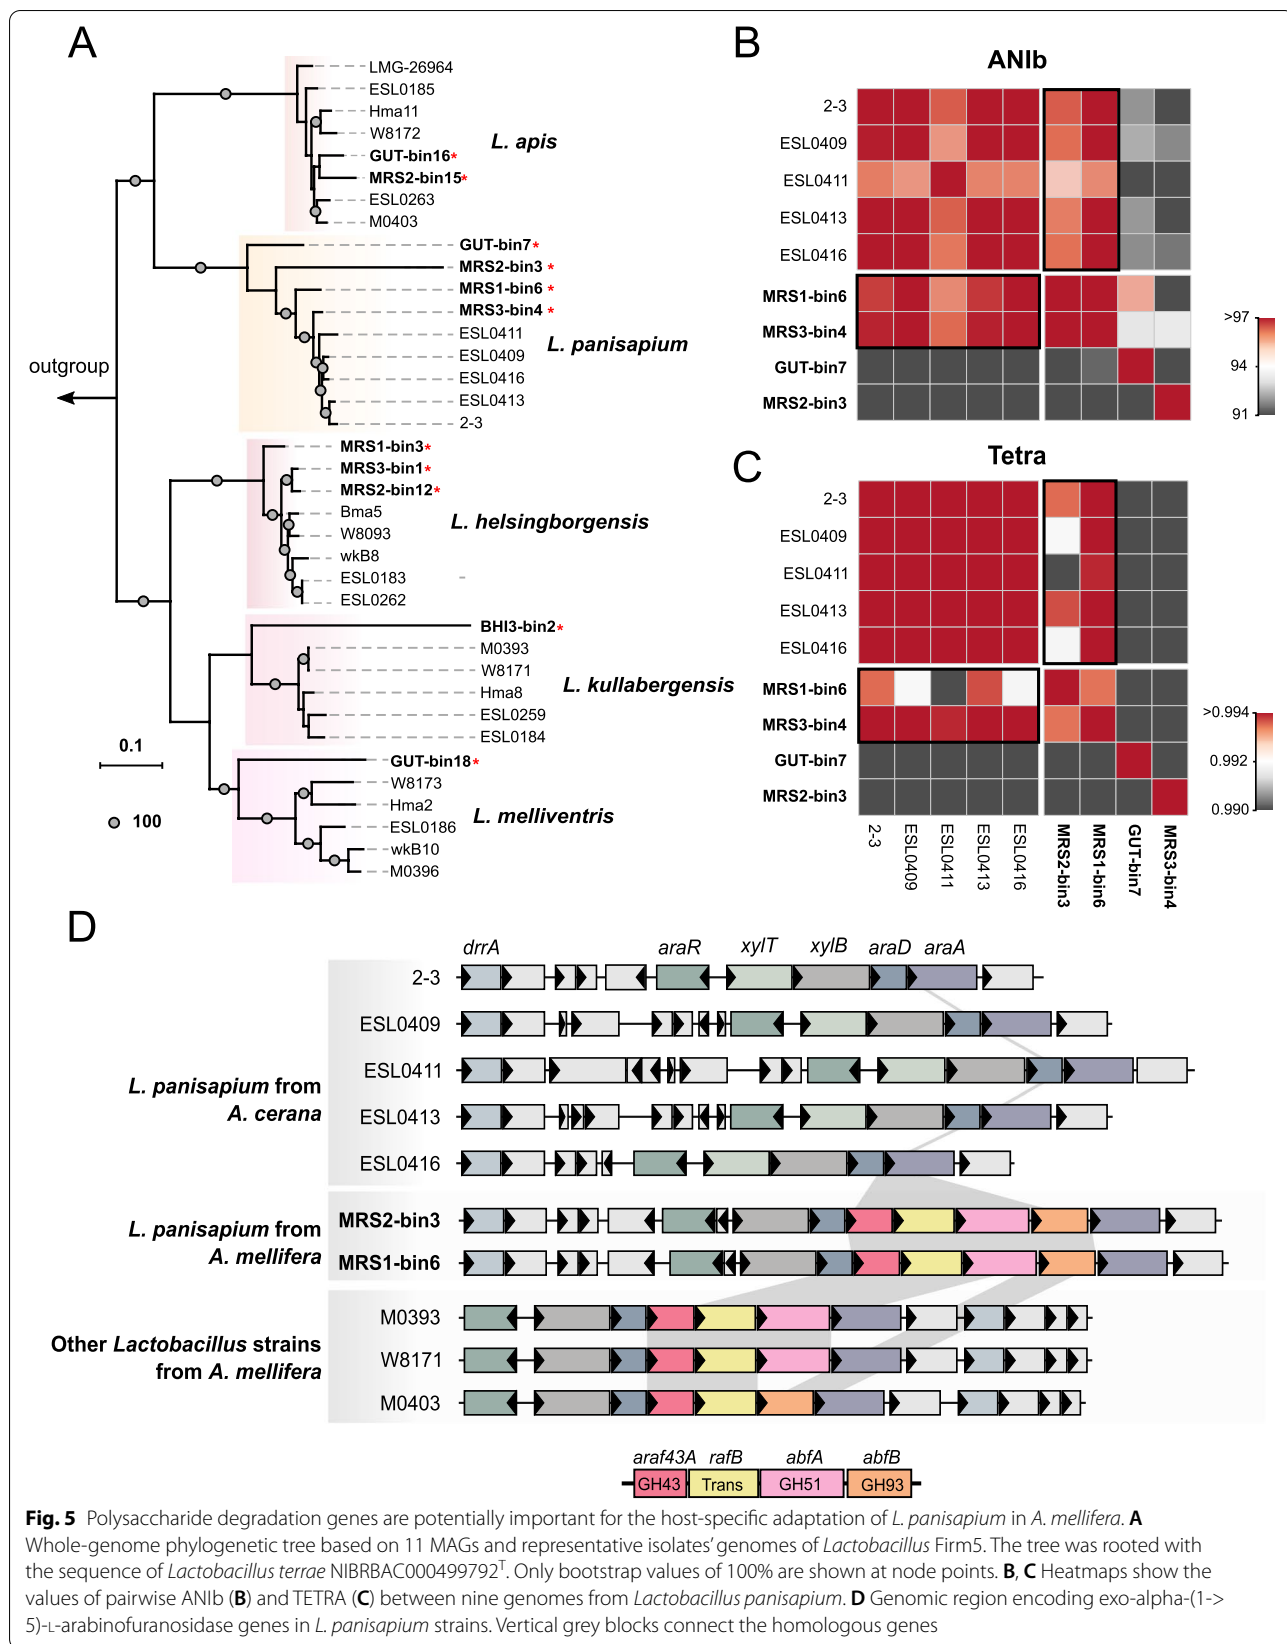 A
LMG-26964
ESL0185
Hma11
W8172
GUT-bin16*
MRS2-bin15*
ESL0263
M0403
L. apis
GUT-bin7*
MRS2-bin3 *
MRS1-bin6 *
MRS3-bin4 *
ESL0411
ESL0409
ESL0416
ESL0413
2-3
L. panisapium
outgroup
MRS1-bin3*
MRS3-bin1*
MRS2-bin12*
Bma5
W8093
wkB8
ESL0183
ESL0262
L. helsingborgensis
BHI3-bin2*
M0393
W8171
Hma8
ESL0259
ESL0184
L. kullabergensis
GUT-bin18*
W8173
Hma2
ESL0186
wkB10
M0396
L. melliventris
0.1
100
B
ANIb
2-3
ESL0409
ESL0411
ESL0413
ESL0416
MRS1-bin6
MRS3-bin4
GUT-bin7
MRS2-bin3
>97
94
91
C
Tetra
2-3
ESL0409
ESL0411
ESL0413
ESL0416
MRS1-bin6
MRS3-bin4
GUT-bin7
MRS2-bin3
>0.994
0.992
0.990
2-3 ESL0409 ESL0411 ESL0413 ESL0416 MRS2-bin3 MRS1-bin6 GUT-bin7 MRS3-bin4
D
drrA araR xylT xylB araD araA
2-3
ESL0409
ESL0411
ESL0413
ESL0416
L. panisapium from
A. cerana
MRS2-bin3
MRS1-bin6
L. panisapium from
A. mellifera
M0393
W8171
M0403
Other Lactobacillus strains
from A. mellifera
araf43A rafB abfA abfB
GH43 Trans GH51 GH93
Fig. 5 Polysaccharide degradation genes are potentially important for the host-specific adaptation of L. panisapium in A. mellifera. A
Whole-genome phylogenetic tree based on 11 MAGs and representative isolates' genomes of Lactobacillus Firm5. The tree was rooted with
the sequence of Lactobacillus terrae NIBRBAC000499792ᵀ. Only bootstrap values of 100% are shown at node points. B, C Heatmaps show the
values of pairwise ANIb (B) and TETRA (C) between nine genomes from Lactobacillus panisapium. D Genomic region encoding exo-alpha-(1->
5)-L-arabinofuranosidase genes in L. panisapium strains. Vertical grey blocks connect the homologous genes